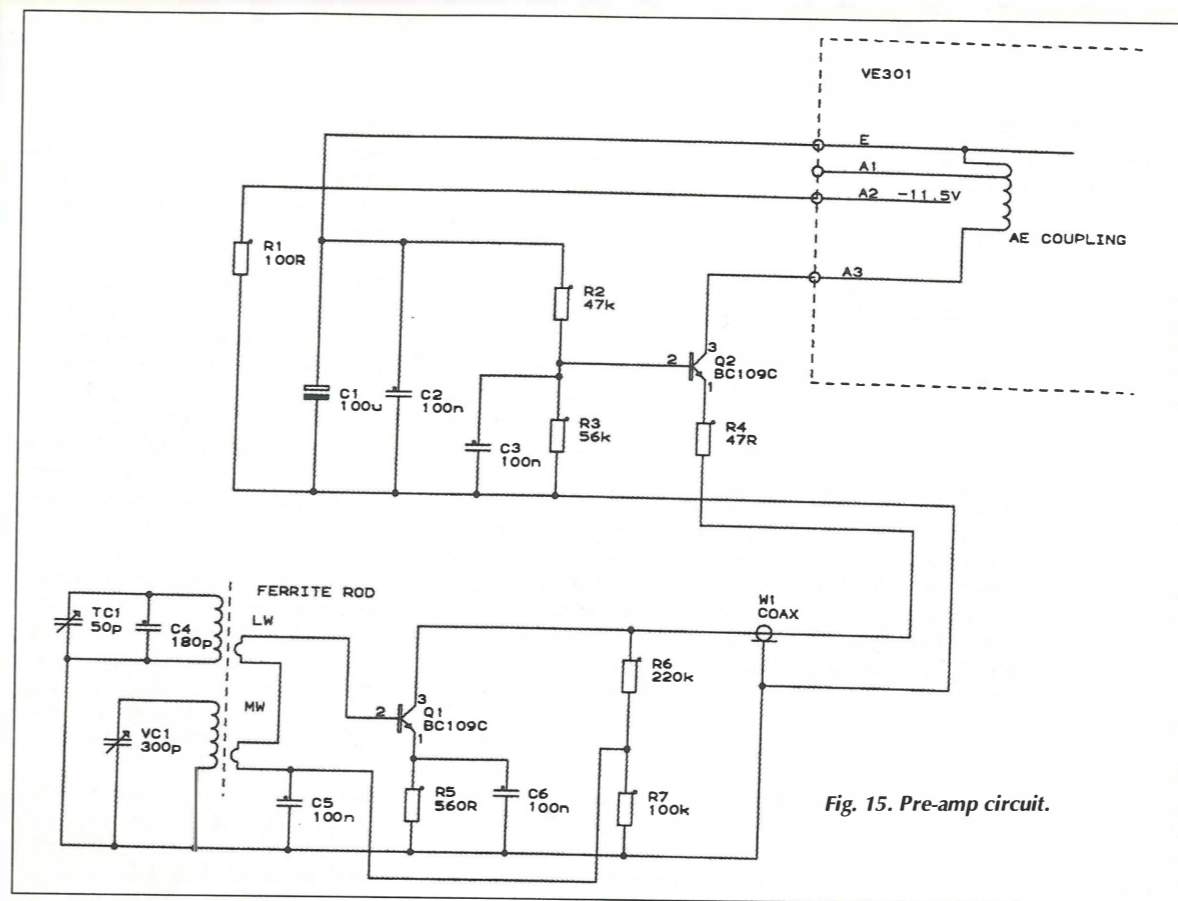 VE301
E
A1
A2 -11.5V
AE COUPLING
A3
R1
100R
R2
47k
3
2
Q2
BC109C
1
C1
100u
C2
100n
C3
100n
R3
56k
R4
47R
FERRITE ROD
TC1
50p
C4
180p
LW
W1
COAX
MW
VC1
300p
3
2
Q1
BC109C
1
R6
220k
C5
100n
R5
560R
C6
100n
R7
100k
Fig. 15. Pre-amp circuit.